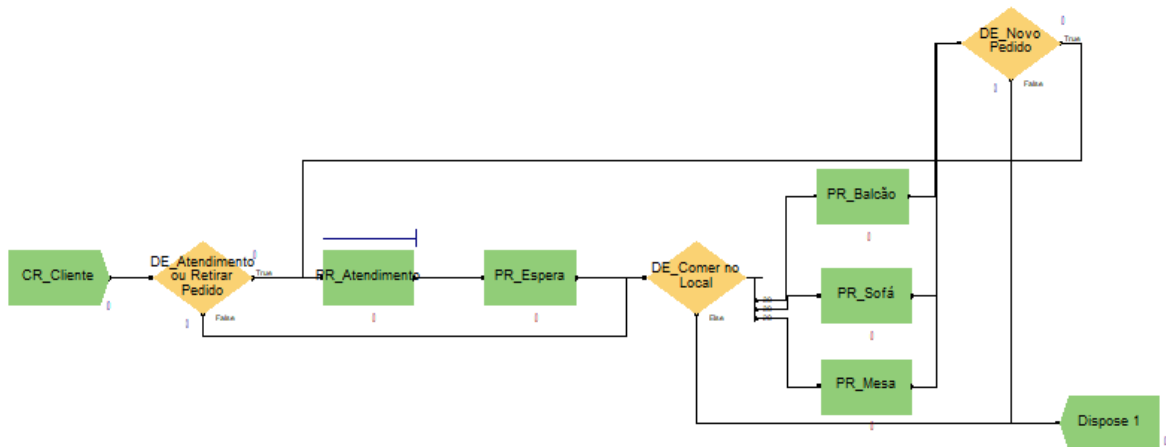 DE_Novo
Pedido
True
False
PR_Balcão
CR_Cliente
DE_Atendimento
ou Retirar
Pedido
True
False
PR_Atendimento
PR_Espera
DE_Comer no
Local
Else
PR_Sofá
PR_Mesa
Dispose 1